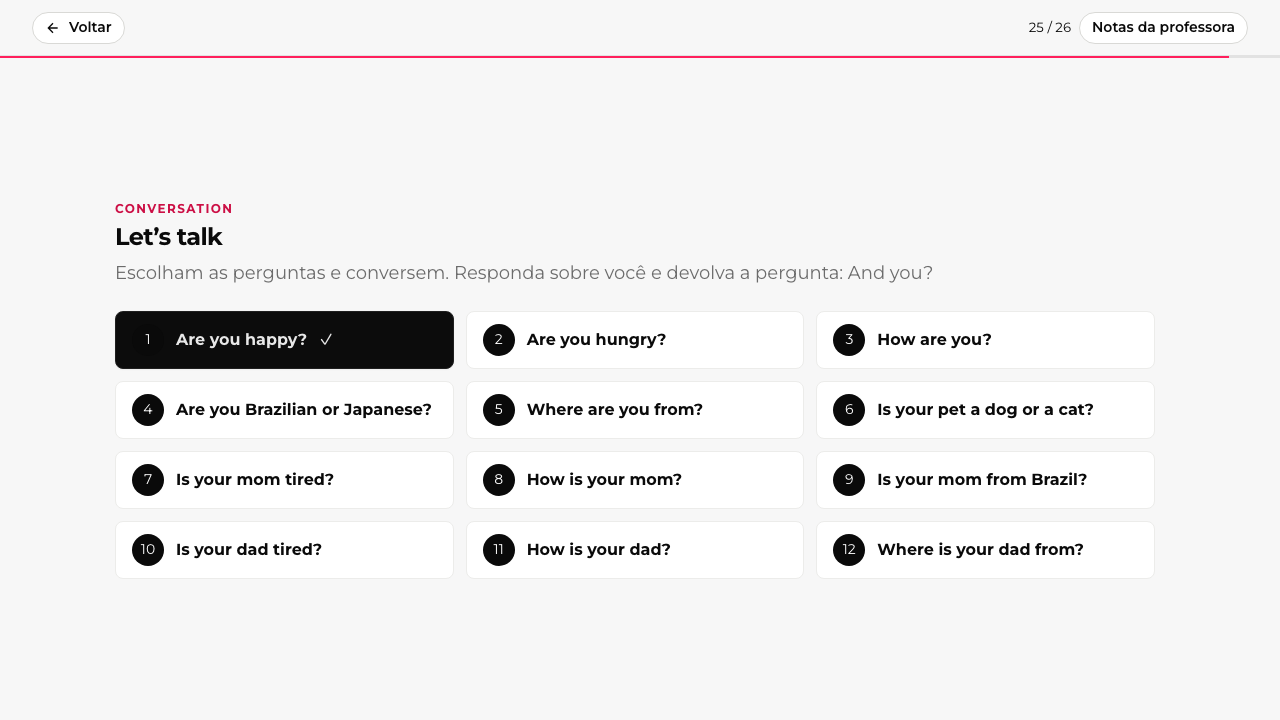 Voltar
25 / 26
Notas da professora
CONVERSATION
Let’s talk
Escolham as perguntas e conversem. Responda sobre você e devolva a pergunta: And you?
1 Are you happy? ✓
2 Are you hungry?
3 How are you?
4 Are you Brazilian or Japanese?
5 Where are you from?
6 Is your pet a dog or a cat?
7 Is your mom tired?
8 How is your mom?
9 Is your mom from Brazil?
10 Is your dad tired?
11 How is your dad?
12 Where is your dad from?